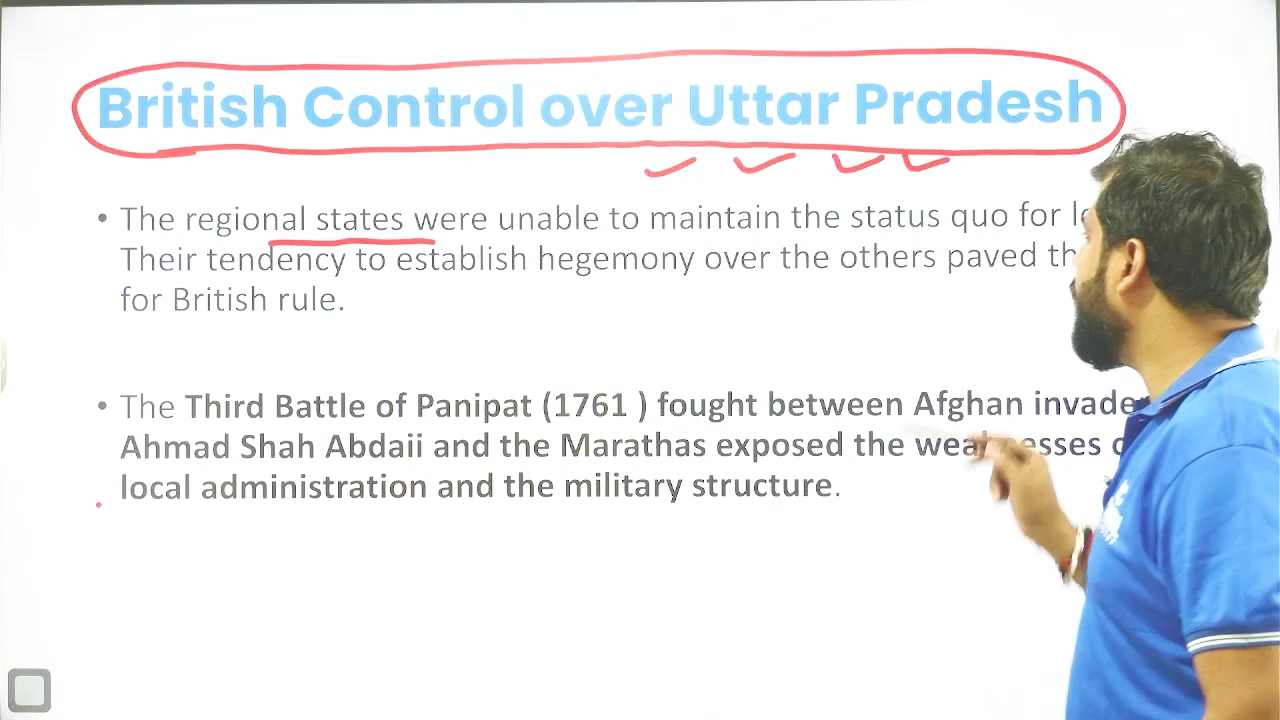 British Control over Uttar Pradesh
• The regional states were unable to maintain the status quo for
Their tendency to establish hegemony over the others paved
for British rule.
• The Third Battle of Panipat (1761 ) fought between Afghan
Ahmad Shah Abdaii and the Marathas exposed the
local administration and the military structure.